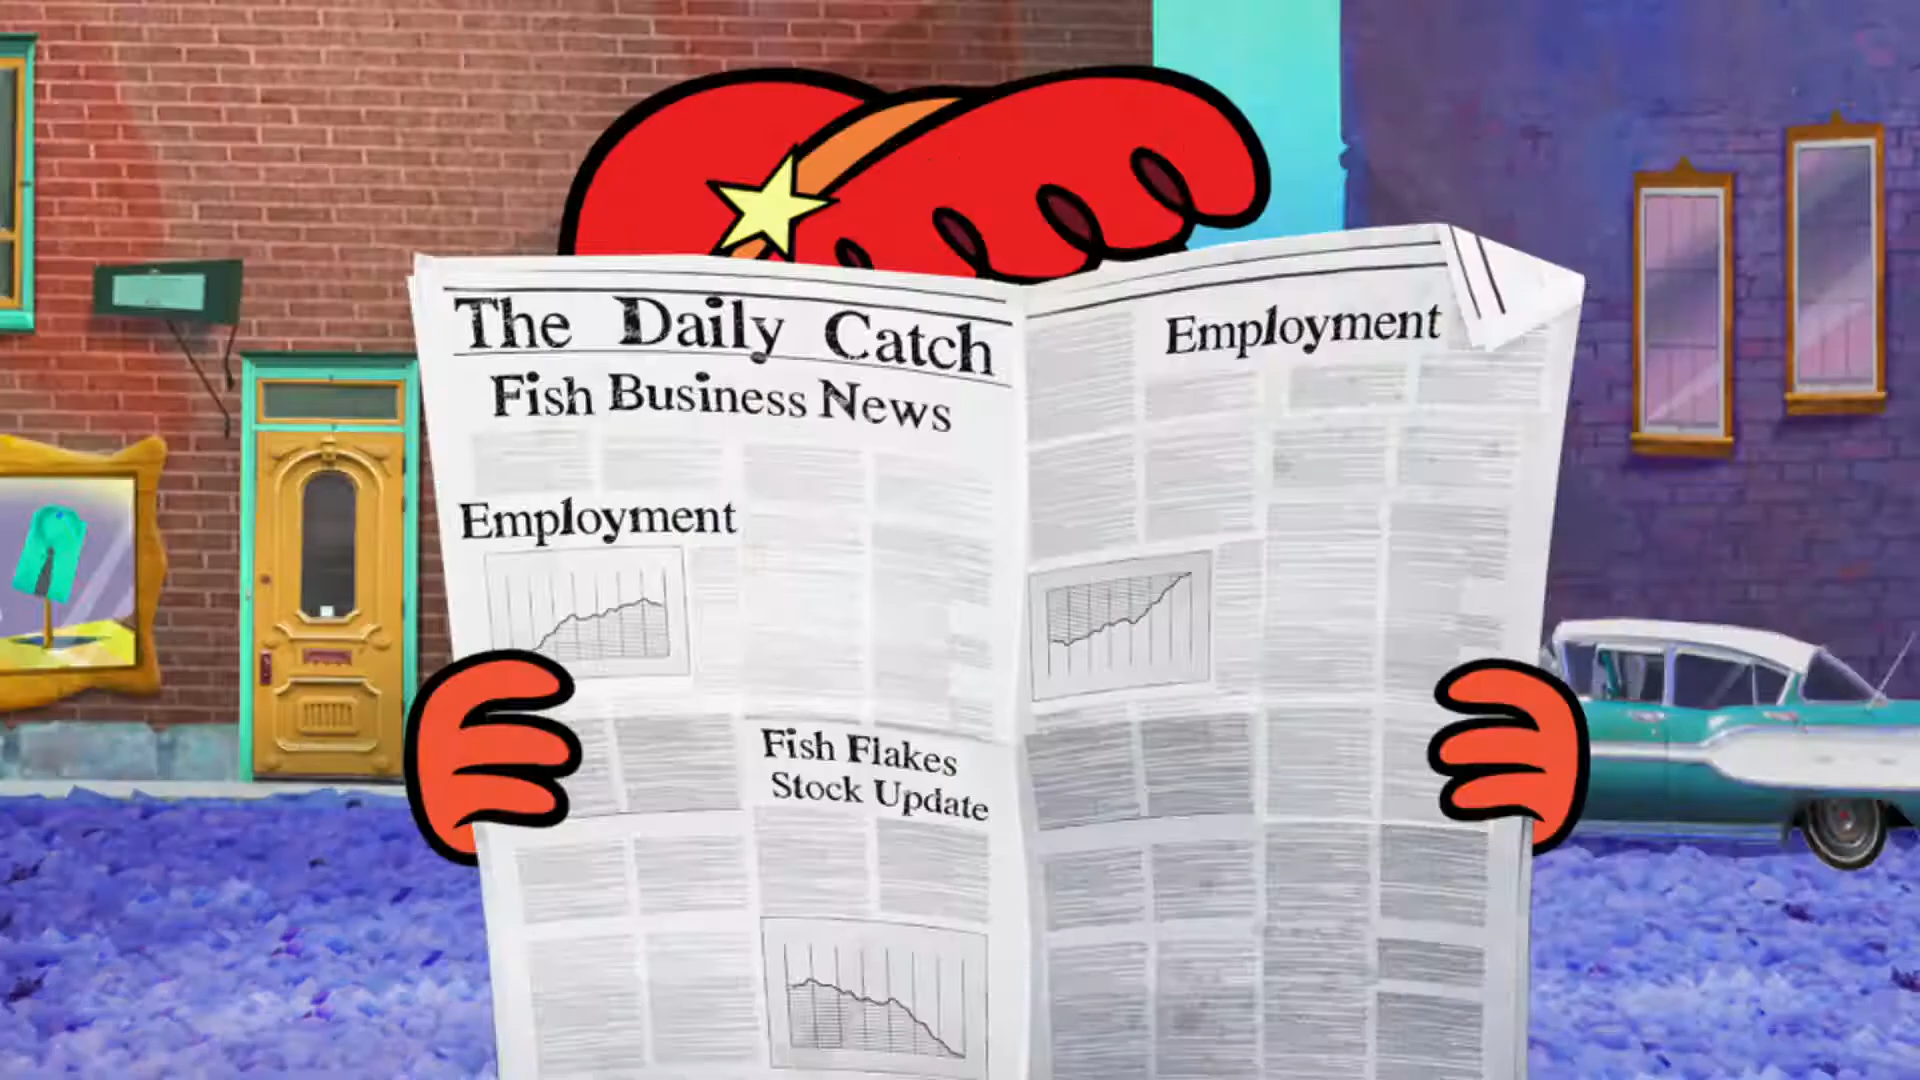 The Daily Catch
Fish Business News
Employment
Fish Flakes
Stock Update
Employment